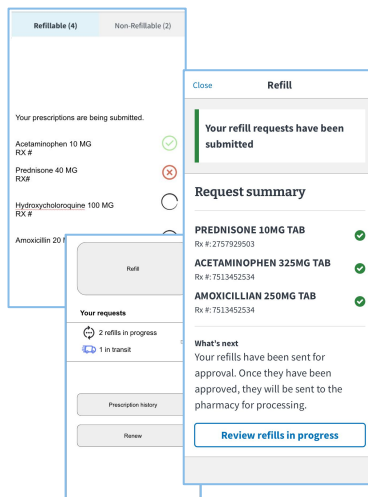 Refillable (4)
Non-Refillable (2)
Your prescriptions are being submitted.
Acetaminophen 10 MG
RX #
Prednisone 40 MG
RX#
Hydroxycholoroquine 100 MG
RX #
Amoxicillin 20
Refill
Your requests
2 refills in progress
1 in transit
Prescription history
Renew
Close
Refill
Your refill requests have been
submitted
Request summary
PREDNISONE 10MG TAB
Rx #: 2757929503
ACETAMINOPHEN 325MG TAB
Rx #: 7513452534
AMOXICILLIAN 250MG TAB
Rx #: 7513452534
What's next
Your refills have been sent for
approval. Once they have been
approved, they will be sent to the
pharmacy for processing.
Review refills in progress